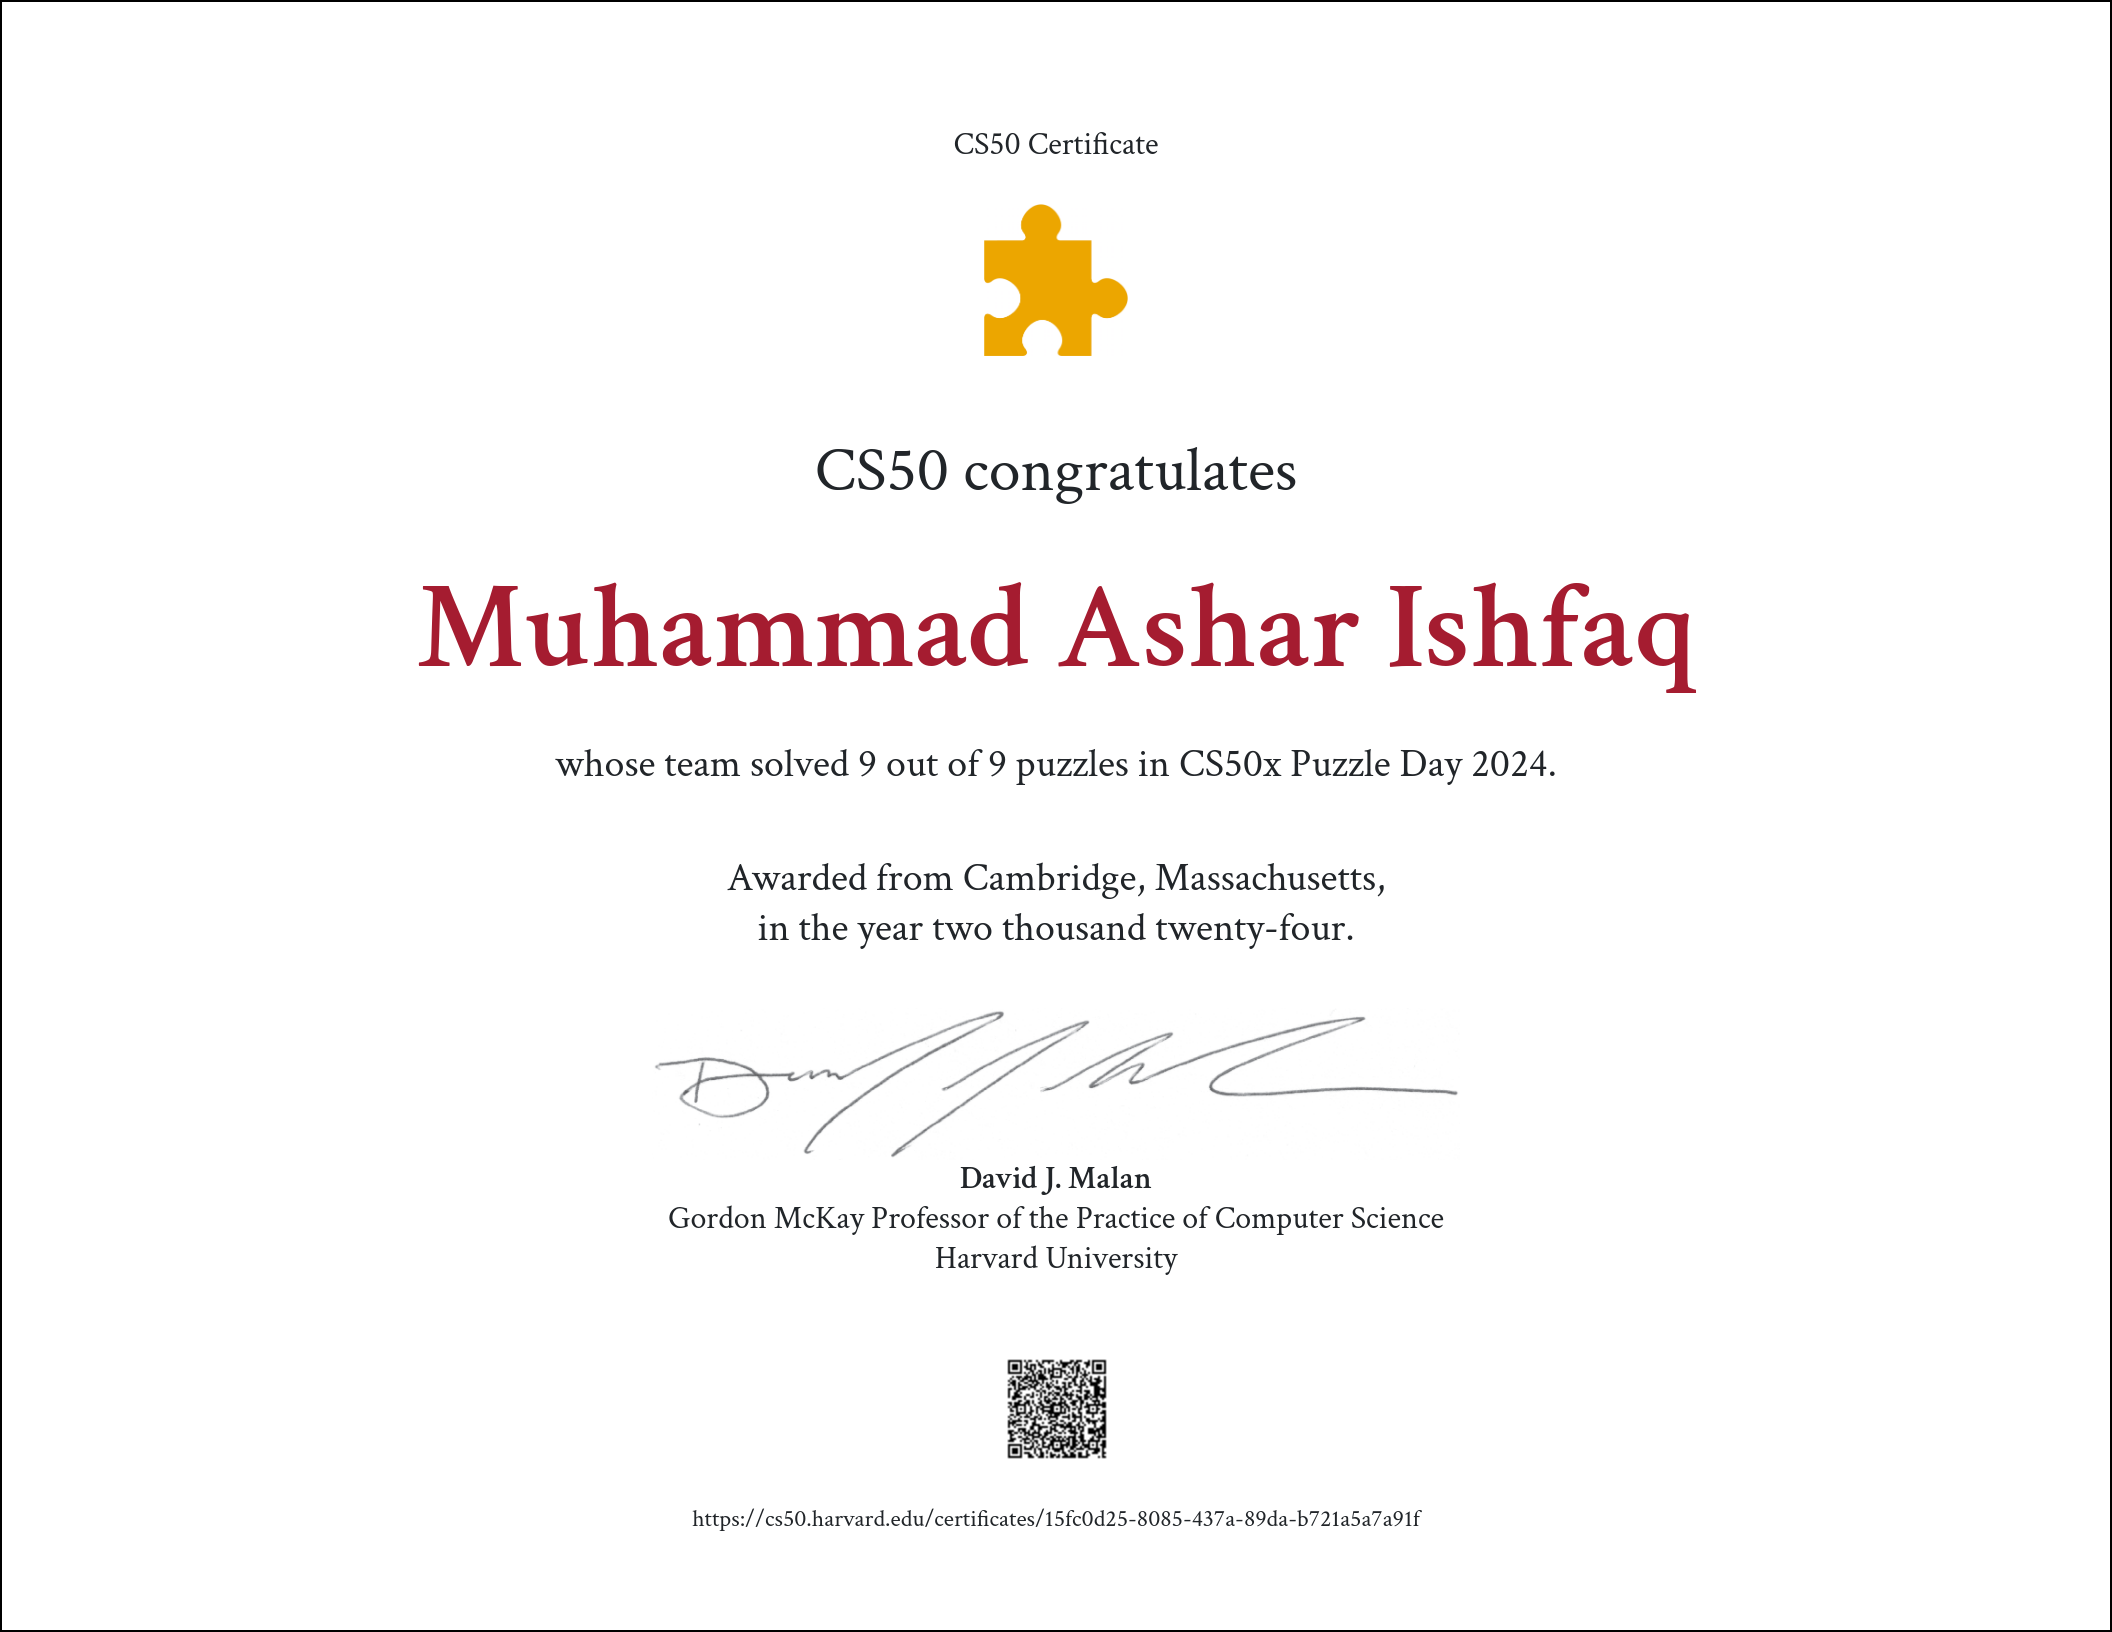 CS50 Certificate
CS50 congratulates
Muhammad Ashar Ishfaq
whose team solved 9 out of 9 puzzles in CS50x Puzzle Day 2024.
Awarded from Cambridge, Massachusetts,
in the year two thousand twenty-four.
David J. Malan
Gordon McKay Professor of the Practice of Computer Science
Harvard University
https://cs50.harvard.edu/certificates/15fc0d25-8085-437a-89da-b721a5a7a91f